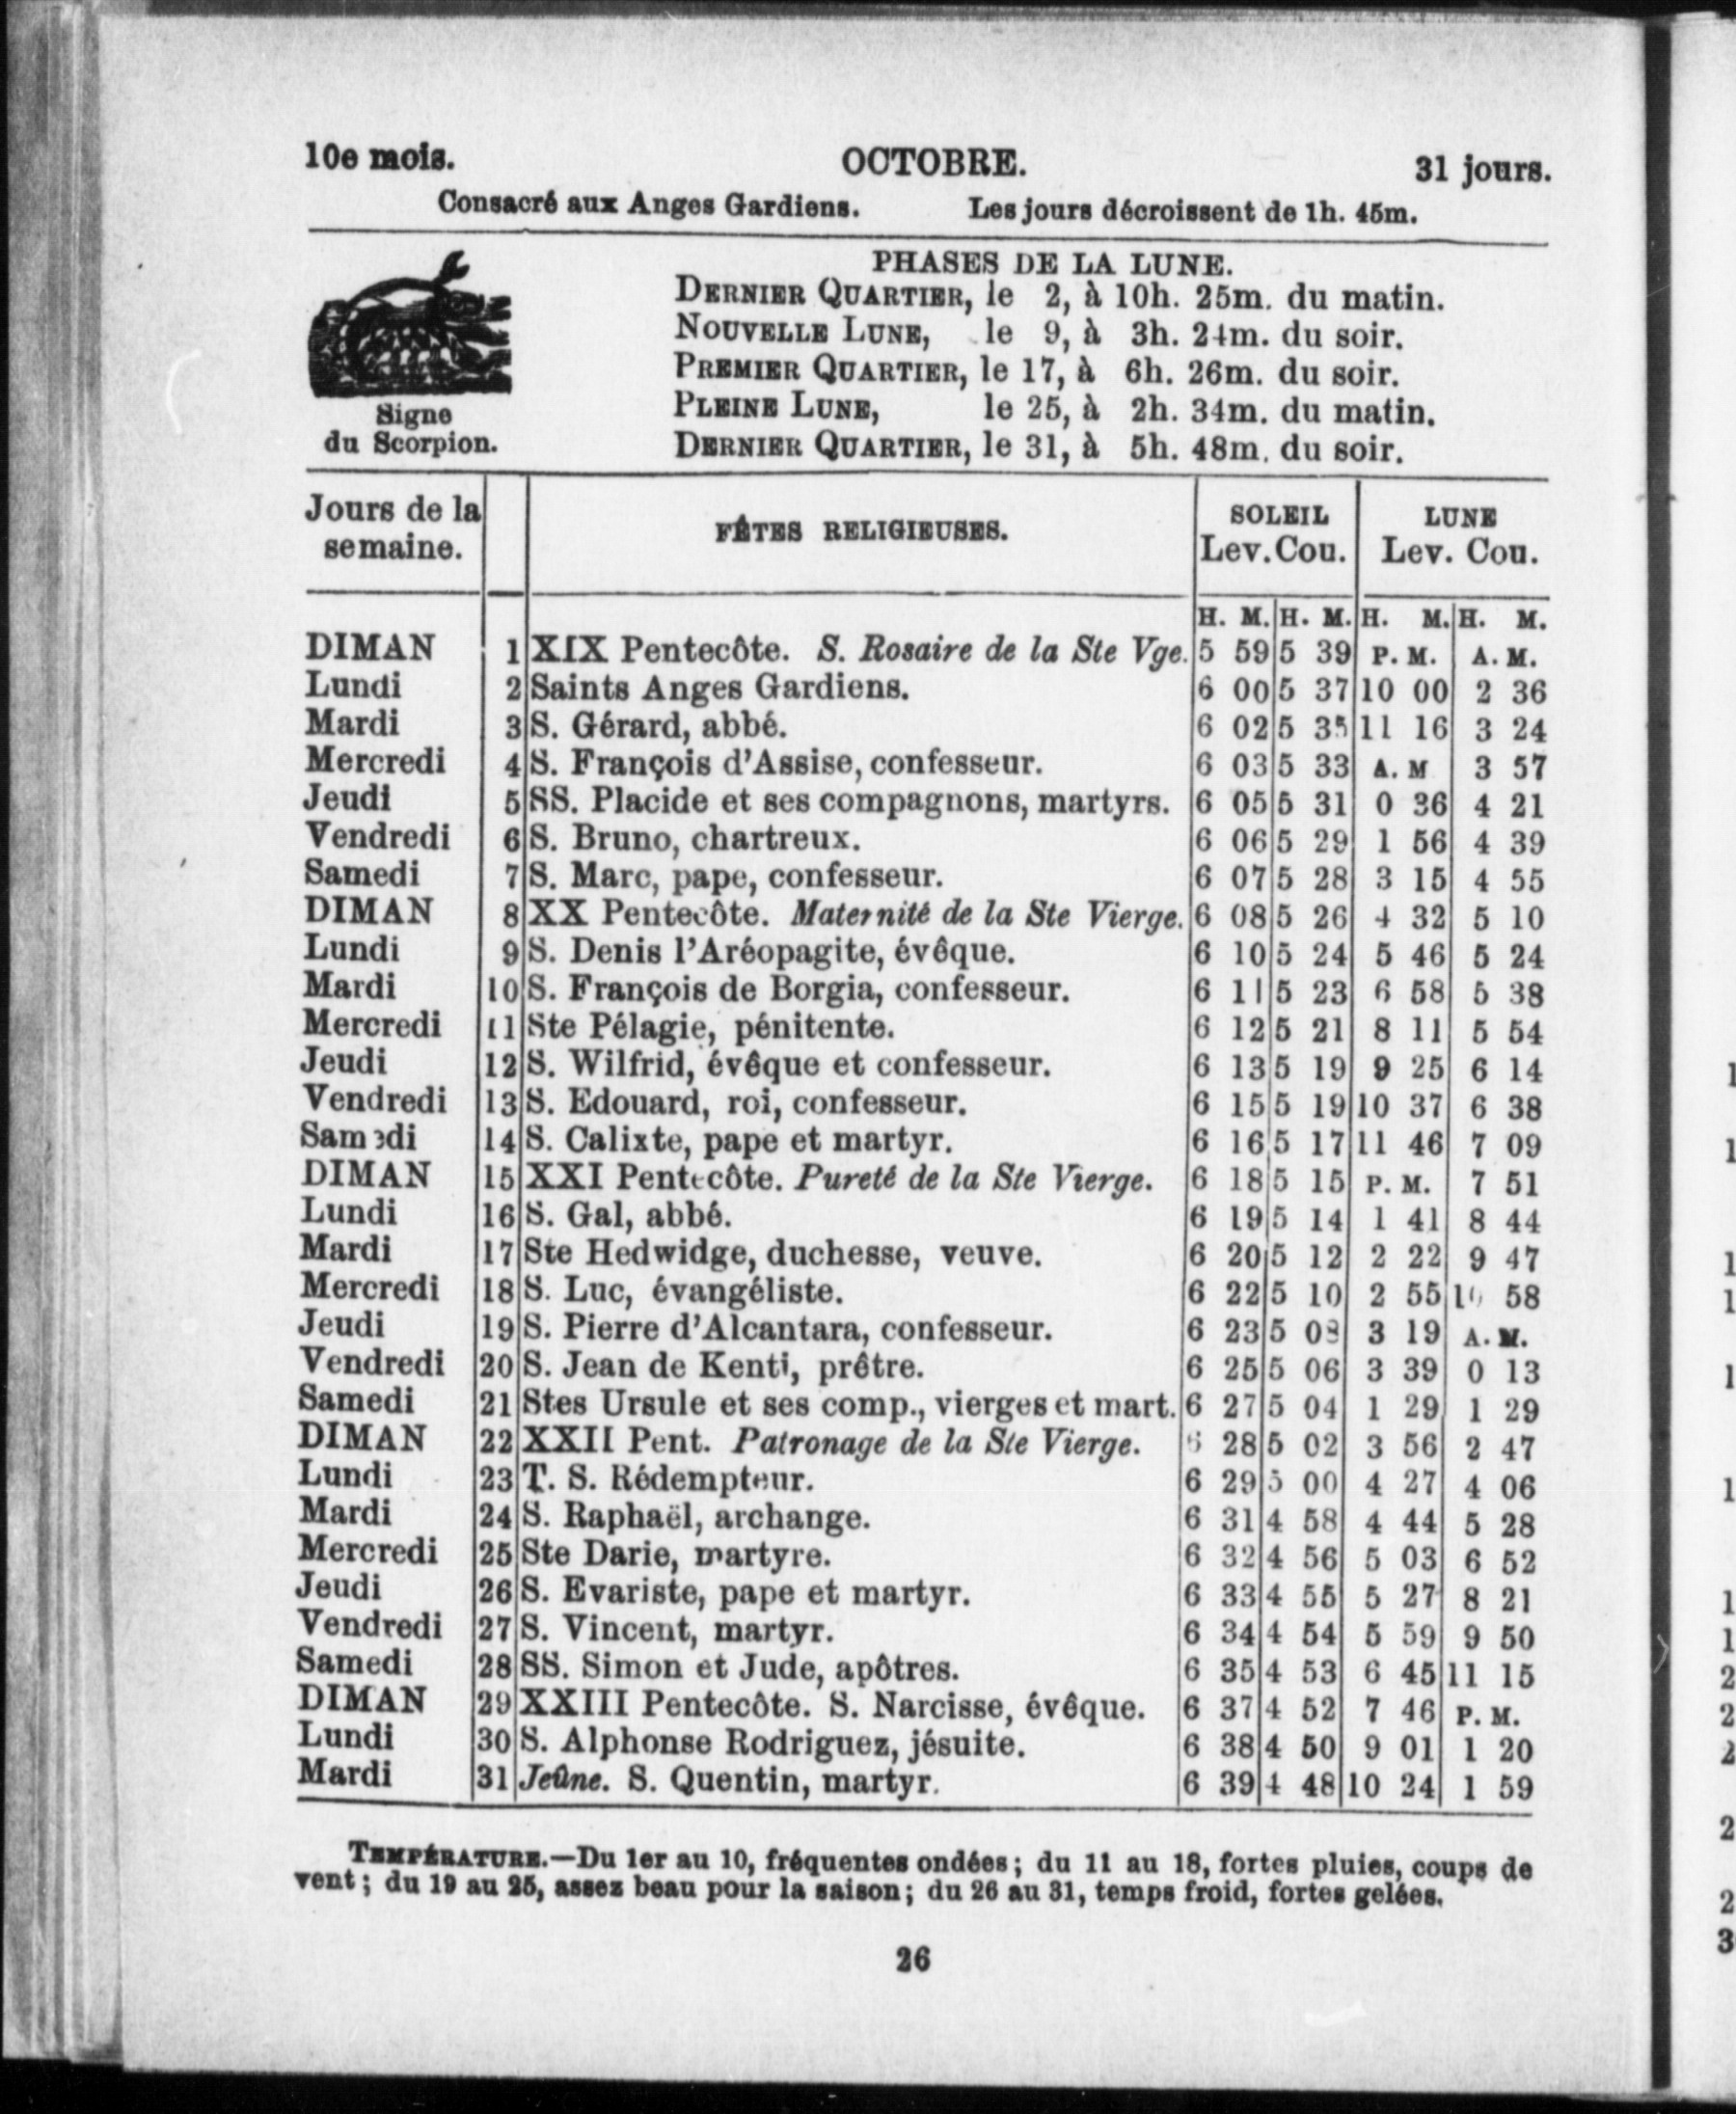 10e mois. OCTOBRE. 31 jours.
Consacré aux Anges Gardiens. Les jours décroissent de 1h. 45m.
PHASES DE LA LUNE.
DERNIER QUARTIER, le 2, à 10h. 25m. du matin.
NOUVELLE LUNE, le 9, à 3h. 24m. du soir.
PREMIER QUARTIER, le 17, à 6h. 26m. du soir.
PLEINE LUNE, le 25, à 2h. 34m. du matin.
DERNIER QUARTIER, le 31, à 5h. 48m. du soir.
Signe
du Scorpion.
Jours de la semaine. FÊTES RELIGIEUSES. SOLEIL Lev. Cou. LUNE Lev. Cou.
H. M. H. M. H. M. H. M.
DIMAN 1 XIX Pentecôte. S. Rosaire de la Ste Vge. 5 59 5 39 P. M. A. M.
Lundi 2 Saints Anges Gardiens. 6 00 5 37 10 00 2 36
Mardi 3 S. Gérard, abbé. 6 02 5 35 11 16 3 24
Mercredi 4 S. François d'Assise, confesseur. 6 03 5 33 A. M 3 57
Jeudi 5 SS. Placide et ses compagnons, martyrs. 6 05 5 31 0 36 4 21
Vendredi 6 S. Bruno, chartreux. 6 06 5 29 1 56 4 39
Samedi 7 S. Marc, pape, confesseur. 6 07 5 28 3 15 4 55
DIMAN 8 XX Pentecôte. Maternité de la Ste Vierge. 6 08 5 26 4 32 5 10
Lundi 9 S. Denis l'Aréopagite, évêque. 6 10 5 24 5 46 5 24
Mardi 10 S. François de Borgia, confesseur. 6 11 5 23 6 58 5 38
Mercredi 11 Ste Pélagie, pénitente. 6 12 5 21 8 11 5 54
Jeudi 12 S. Wilfrid, évêque et confesseur. 6 13 5 19 9 25 6 14
Vendredi 13 S. Edouard, roi, confesseur. 6 15 5 19 10 37 6 38
Samedi 14 S. Calixte, pape et martyr. 6 16 5 17 11 46 7 09
DIMAN 15 XXI Pentecôte. Pureté de la Ste Vierge. 6 18 5 15 P. M. 7 51
Lundi 16 S. Gal, abbé. 6 19 5 14 1 41 8 44
Mardi 17 Ste Hedwidge, duchesse, veuve. 6 20 5 12 2 22 9 47
Mercredi 18 S. Luc, évangéliste. 6 22 5 10 2 55 10 58
Jeudi 19 S. Pierre d'Alcantara, confesseur. 6 23 5 08 3 19 A. M.
Vendredi 20 S. Jean de Kenti, prêtre. 6 25 5 06 3 39 0 13
Samedi 21 Stes Ursule et ses comp., vierges et mart. 6 27 5 04 1 29 1 29
DIMAN 22 XXII Pent. Patronage de la Ste Vierge. 6 28 5 02 3 56 2 47
Lundi 23 T. S. Rédempteur. 6 29 5 00 4 27 4 06
Mardi 24 S. Raphaël, archange. 6 31 4 58 4 44 5 28
Mercredi 25 Ste Darie, martyre. 6 32 4 56 5 03 6 52
Jeudi 26 S. Evariste, pape et martyr. 6 33 4 55 5 27 8 21
Vendredi 27 S. Vincent, martyr. 6 34 4 54 5 59 9 50
Samedi 28 SS. Simon et Jude, apôtres. 6 35 4 53 6 45 11 15
DIMAN 29 XXIII Pentecôte. S. Narcisse, évêque. 6 37 4 52 7 46 P. M.
Lundi 30 S. Alphonse Rodriguez, jésuite. 6 38 4 50 9 01 1 20
Mardi 31 Jeûne. S. Quentin, martyr. 6 39 4 48 10 24 1 59
TEMPÉRATURE.—Du 1er au 10, fréquentes ondées; du 11 au 18, fortes pluies, coups de
vent; du 19 au 25, assez beau pour la saison; du 26 au 31, temps froid, fortes gelées.
26